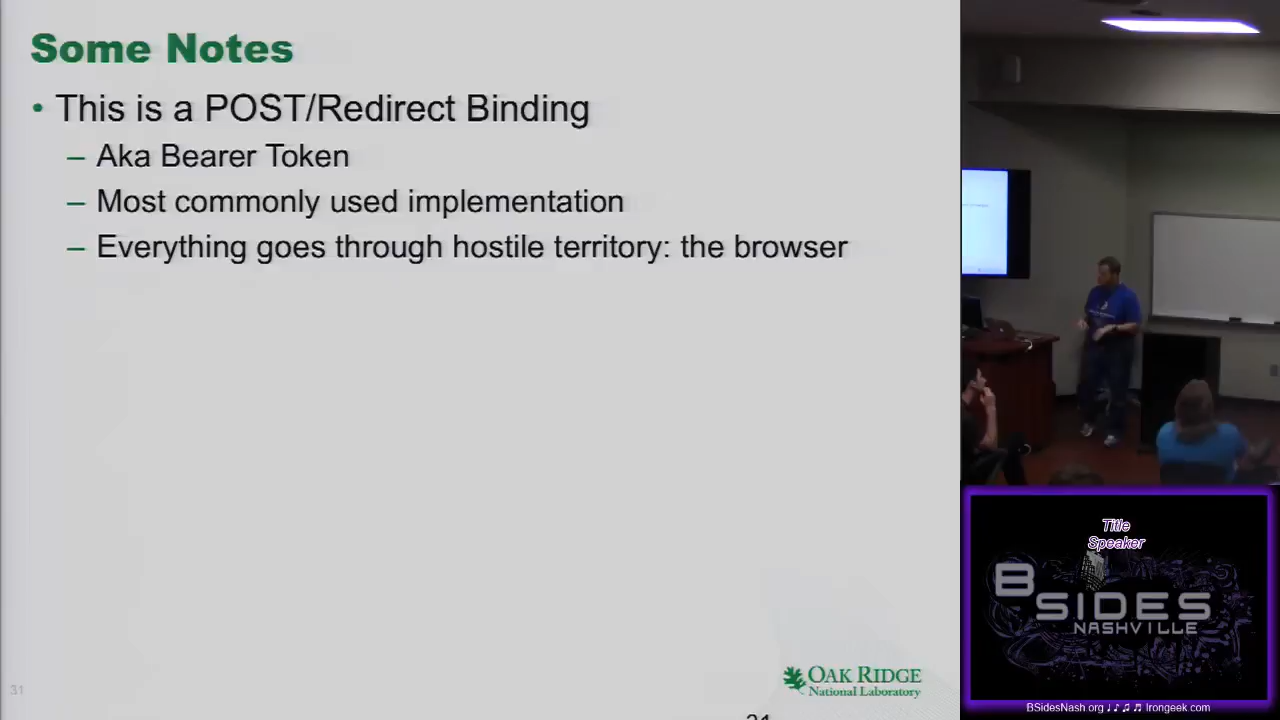 Some Notes
• This is a POST/Redirect Binding
– Aka Bearer Token
– Most commonly used implementation
– Everything goes through hostile territory: the browser
31
OAK RIDGE
National Laboratory
Title
Speaker
BSIDES
NASHVILLE
BSidesNash.org ♩ ♪ ♫ ♬ Irongeek.com